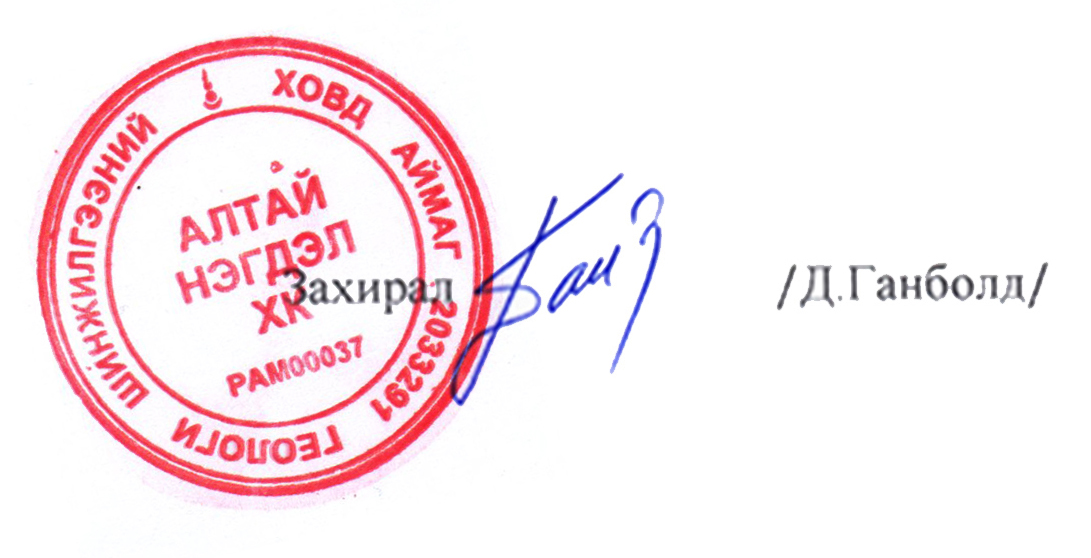 ХОВД АЙМАГ 2033291
ГЕОЛОГИ ШИНЖИЛГЭЭНИЙ
АЛТАЙ
НЭГДЭЛ
ХК
РАМ00037
Захирал /Д.Ганболд/